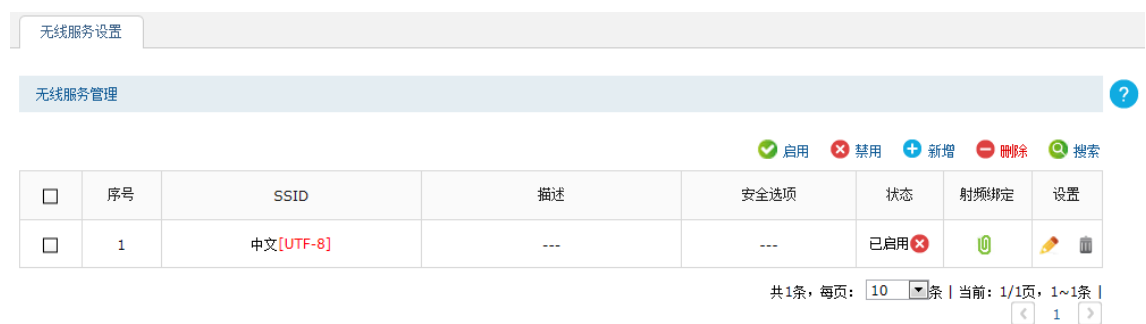 无线服务设置
无线服务管理
?
启用 禁用 新增 删除 搜索
序号 SSID 描述 安全选项 状态 射频绑定 设置
1 中文[UTF-8] --- --- 已启用
共1条，每页： 10 条 | 当前：1/1页，1~1条 |
< 1 >